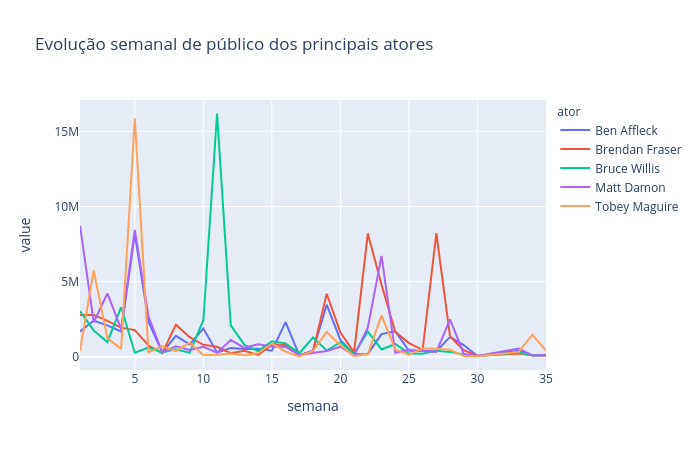 Evolução semanal de público dos principais atores
ator
Ben Affleck
Brendan Fraser
Bruce Willis
Matt Damon
Tobey Maguire
value
15M
10M
5M
0
5
10
15
20
25
30
35
semana